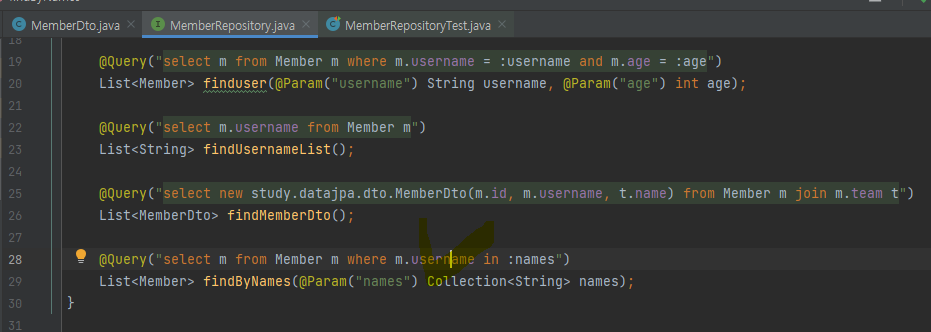 findByNames
MemberDto.java × MemberRepository.java × MemberRepositoryTest.java ×
18
19 @Query("select m from Member m where m.username = :username and m.age = :age")
20 List<Member> finduser(@Param("username") String username, @Param("age") int age);
21
22 @Query("select m.username from Member m")
23 List<String> findUsernameList();
24
25 @Query("select new study.datajpa.dto.MemberDto(m.id, m.username, t.name) from Member m join m.team t")
26 List<MemberDto> findMemberDto();
27
28 @Query("select m from Member m where m.username in :names")
29 List<Member> findByNames(@Param("names") Collection<String> names);
30 }
31